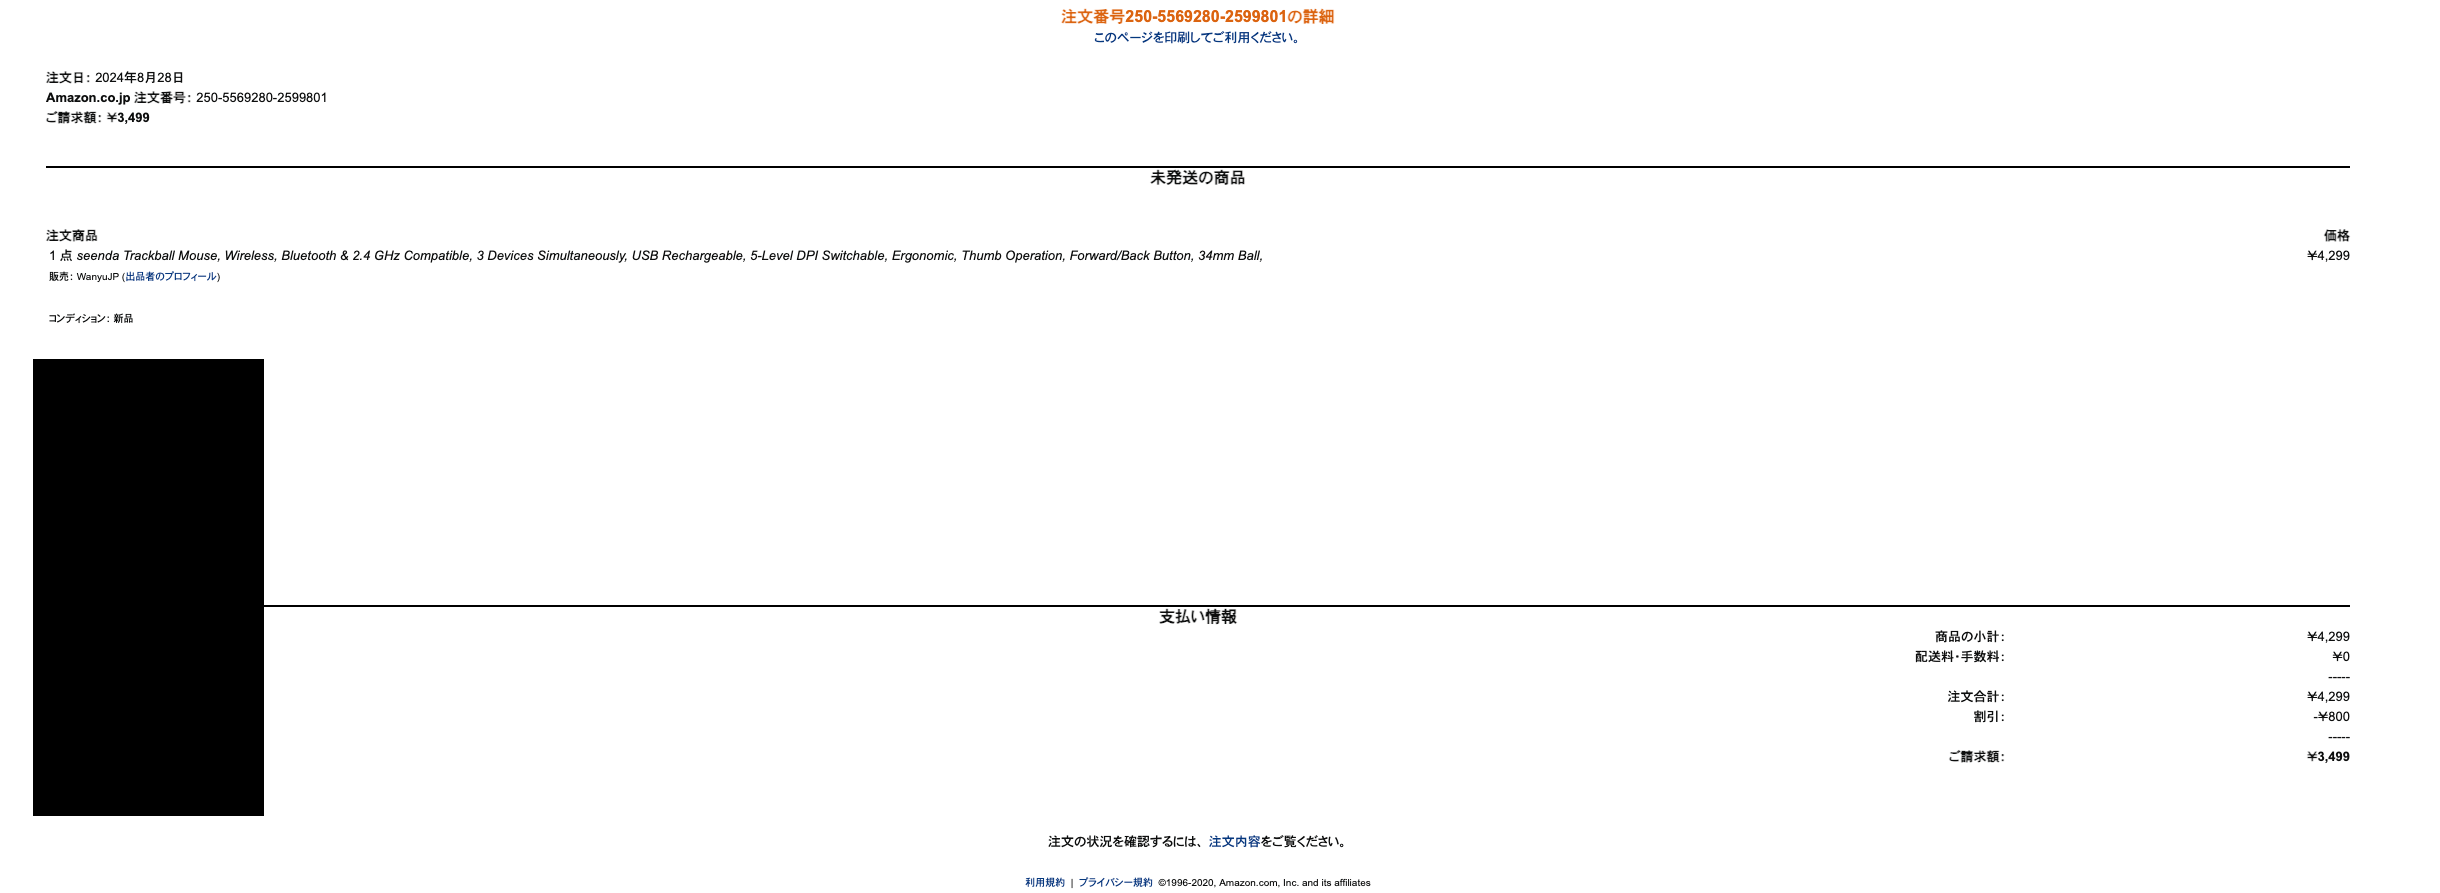 注文番号250-5569280-2599801の詳細
このページを印刷してご利用ください。
注文日： 2024年8月28日
Amazon.co.jp 注文番号： 250-5569280-2599801
ご請求額： ￥3,499
未発送の商品
注文商品 価格
1 点 seenda Trackball Mouse, Wireless, Bluetooth & 2.4 GHz Compatible, 3 Devices Simultaneously, USB Rechargeable, 5-Level DPI Switchable, Ergonomic, Thumb Operation, Forward/Back Button, 34mm Ball, ￥4,299
販売： WanyuJP (出品者のプロフィール)
コンディション： 新品
支払い情報
商品の小計： ￥4,299
配送料・手数料： ￥0
-----
注文合計： ￥4,299
割引： -￥800
-----
ご請求額： ￥3,499
注文の状況を確認するには、 注文内容をご覧ください。
利用規約 | プライバシー規約 ©1996-2020, Amazon.com, Inc. and its affiliates